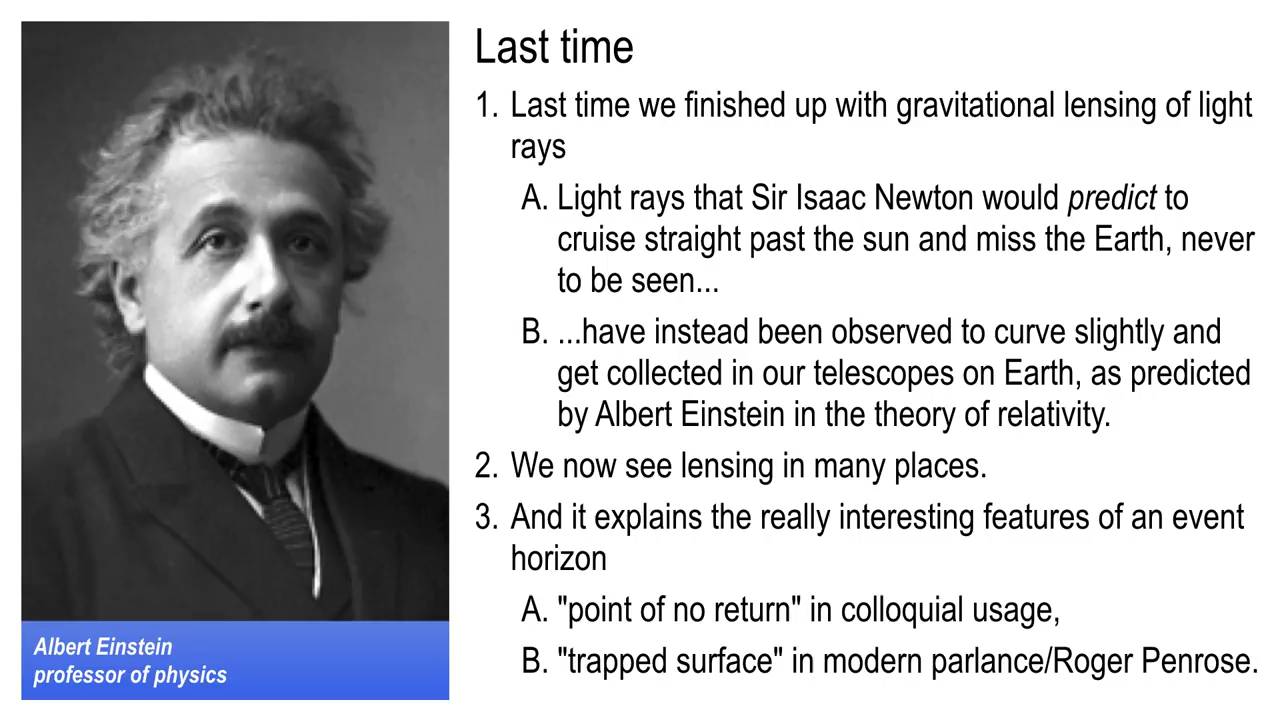 Last time
1. Last time we finished up with gravitational lensing of light
rays
A. Light rays that Sir Isaac Newton would predict to
cruise straight past the sun and miss the Earth, never
to be seen...
B. ...have instead been observed to curve slightly and
get collected in our telescopes on Earth, as predicted
by Albert Einstein in the theory of relativity.
2. We now see lensing in many places.
3. And it explains the really interesting features of an event
horizon
A. "point of no return" in colloquial usage,
B. "trapped surface" in modern parlance/Roger Penrose.
Albert Einstein
professor of physics